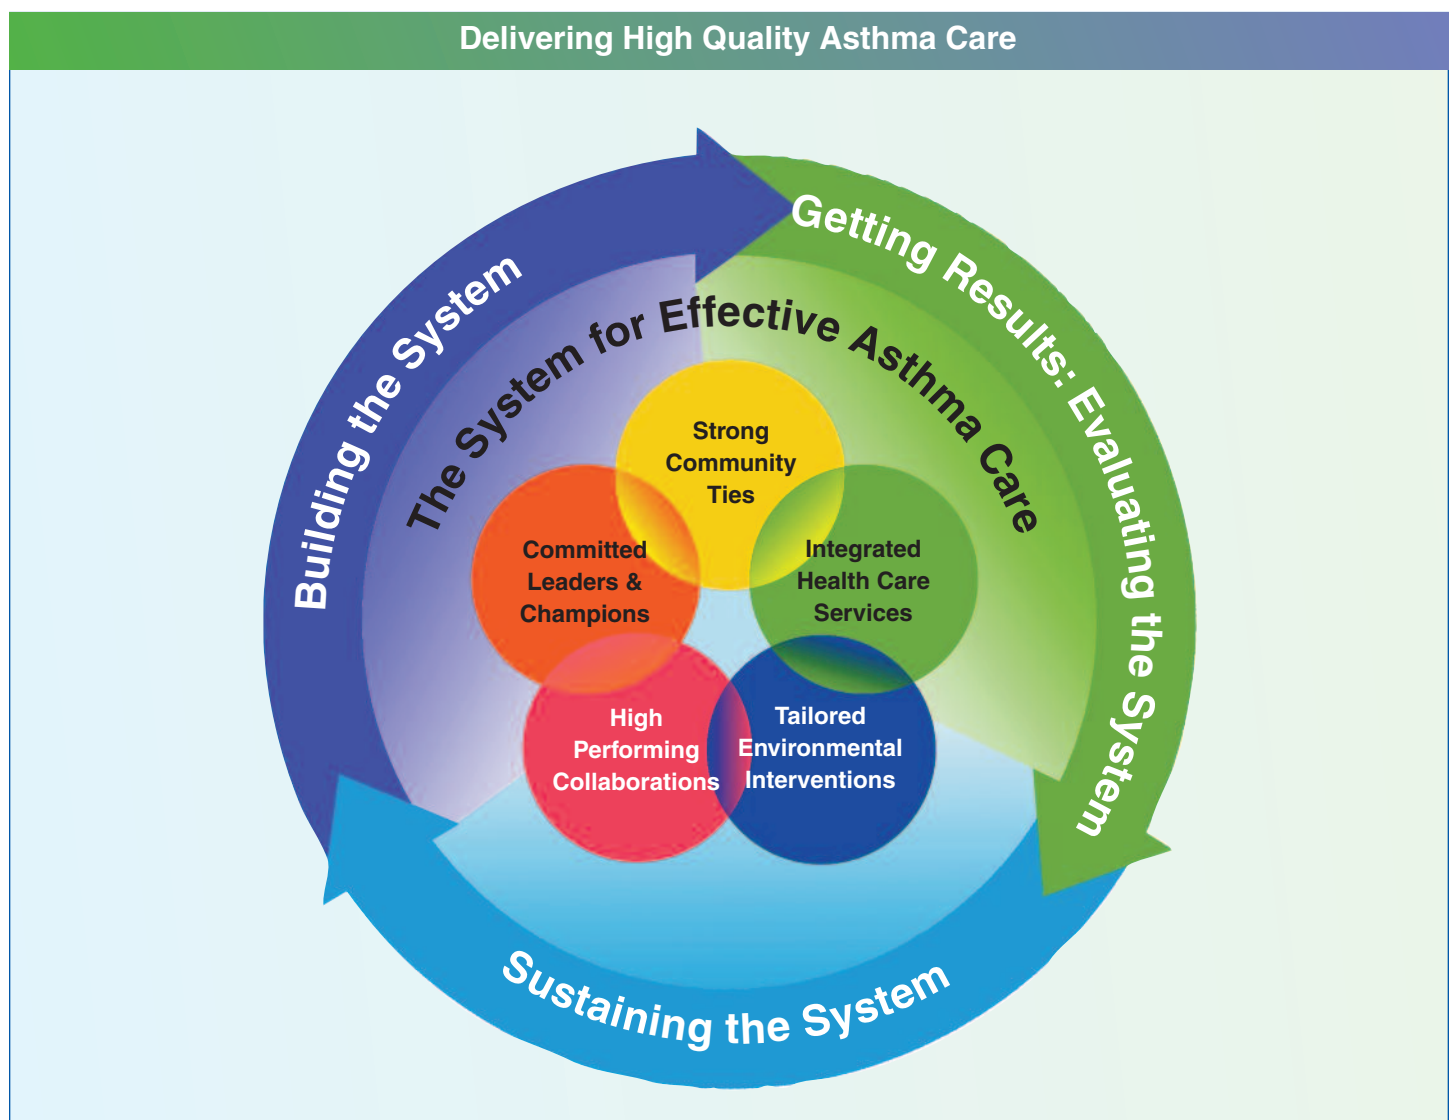 Delivering High Quality Asthma Care
Building the System
Getting Results: Evaluating the System
Sustaining the System
The System for Effective Asthma Care
Strong
Community
Ties
Committed
Leaders &
Champions
Integrated
Health Care
Services
High
Performing
Collaborations
Tailored
Environmental
Interventions